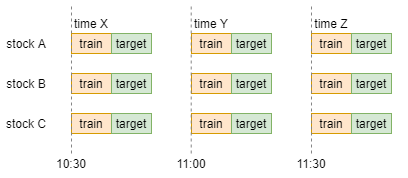 time X time Y time Z
stock A train target train target train target
stock B train target train target train target
stock C train target train target train target
10:30 11:00 11:30